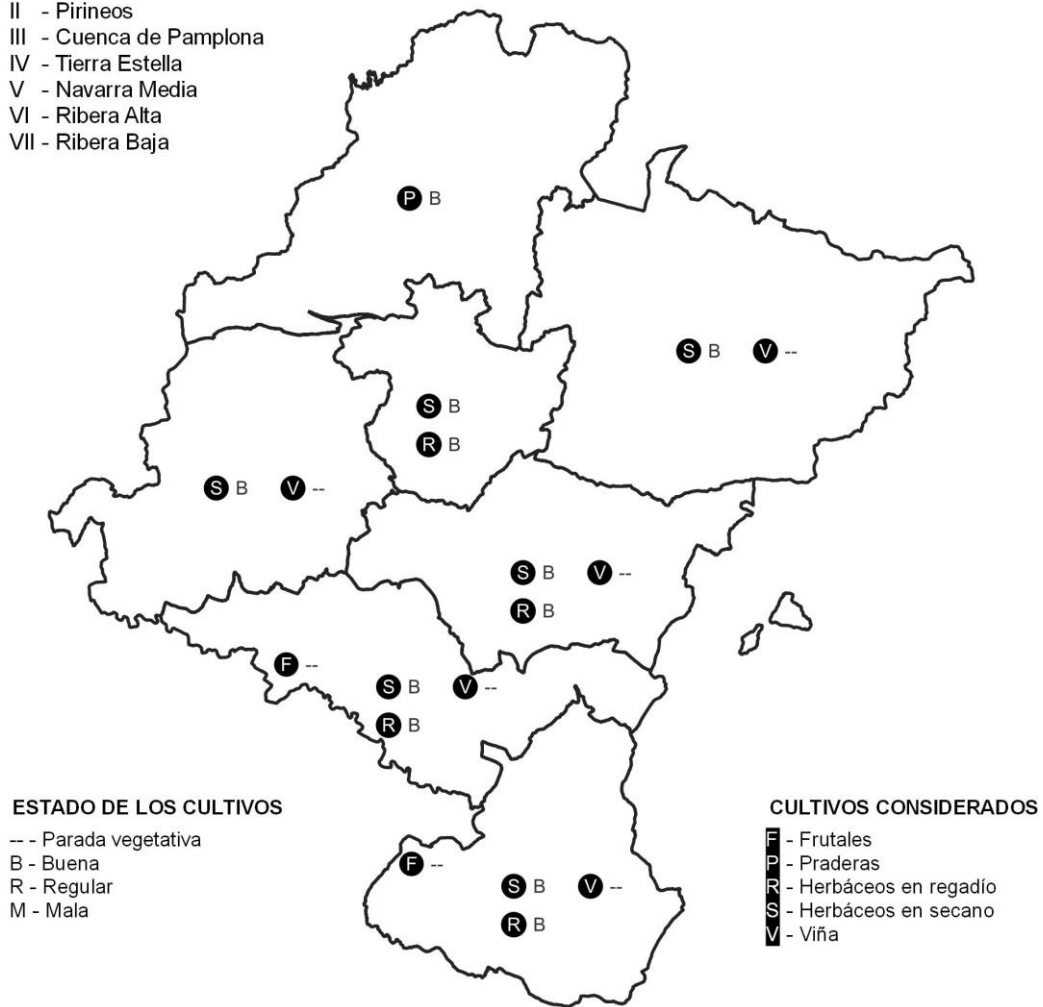 II - Pirineos
III - Cuenca de Pamplona
IV - Tierra Estella
V - Navarra Media
VI - Ribera Alta
VII - Ribera Baja
P B
S B V --
S B
R B
S B V --
S B V --
R B
F --
S B V --
R B
ESTADO DE LOS CULTIVOS
-- - Parada vegetativa
B - Buena
R - Regular
M - Mala
F --
S B V --
R B
CULTIVOS CONSIDERADOS
F - Frutales
P - Praderas
R - Herbáceos en regadío
S - Herbáceos en secano
V - Viña